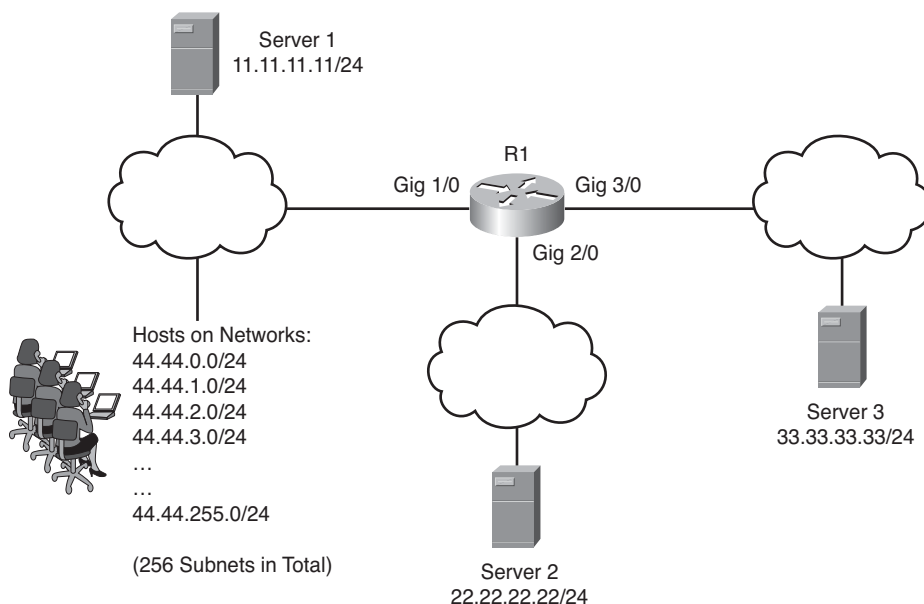 Server 1
11.11.11.11/24
R1
Gig 1/0
Gig 3/0
Gig 2/0
Hosts on Networks:
44.44.0.0/24
44.44.1.0/24
44.44.2.0/24
44.44.3.0/24
…
…
44.44.255.0/24
(256 Subnets in Total)
Server 2
22.22.22.22/24
Server 3
33.33.33.33/24